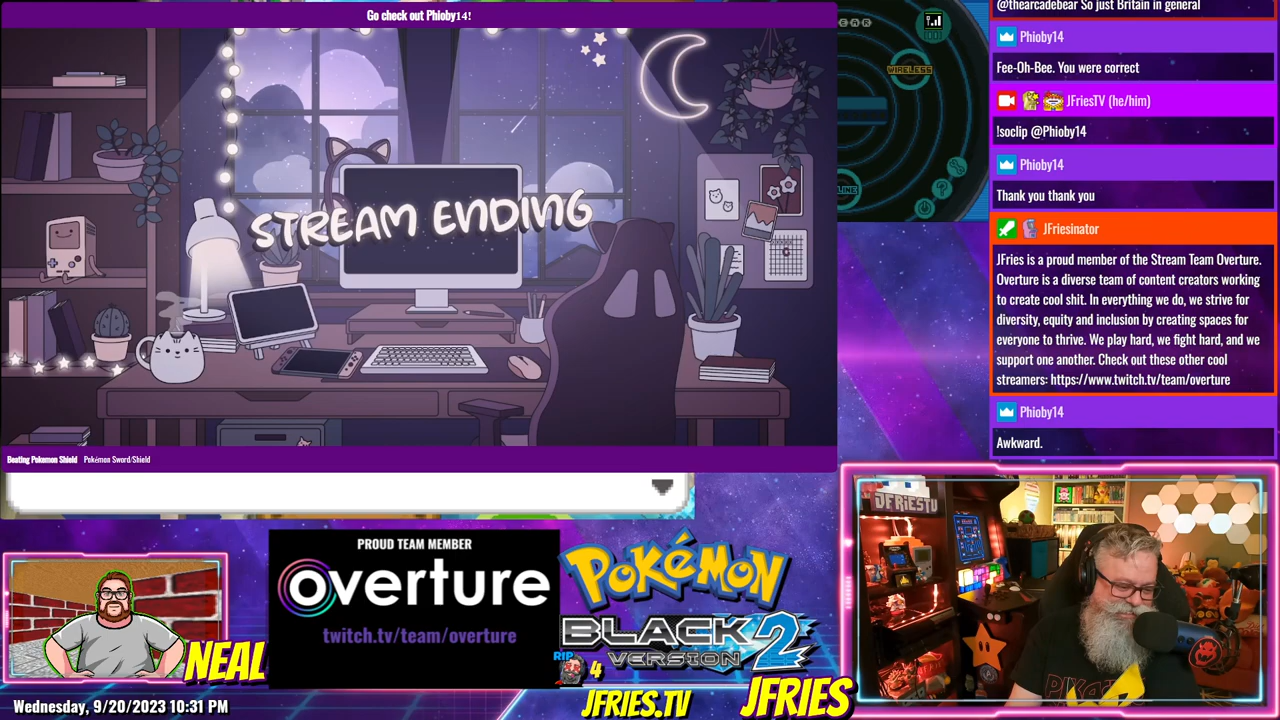 Go check out Phioby14!
STREAM ENDING
Beating Pokemon Shield Pokémon Sword/Shield
EAR
WIRELESS
LINE
@thearcadebear So just Britain in general
Phioby14
Fee-Oh-Bee. You were correct
JFriesTV (he/him)
!soclip @Phioby14
Phioby14
Thank you thank you
JFriesinator
JFries is a proud member of the Stream Team Overture.
Overture is a diverse team of content creators working
to create cool shit. In everything we do, we strive for
diversity, equity and inclusion by creating spaces for
everyone to thrive. We play hard, we fight hard, and we
support one another. Check out these other cool
streamers: https://www.twitch.tv/team/overture
Phioby14
Awkward.
NEAL
Wednesday, 9/20/2023 10:31 PM
PROUD TEAM MEMBER
overture
twitch.tv/team/overture
POKÉMON
BLACK 2
VERSION
RIP
4
JFRIES.TV
JFRIES
JFRIESTV